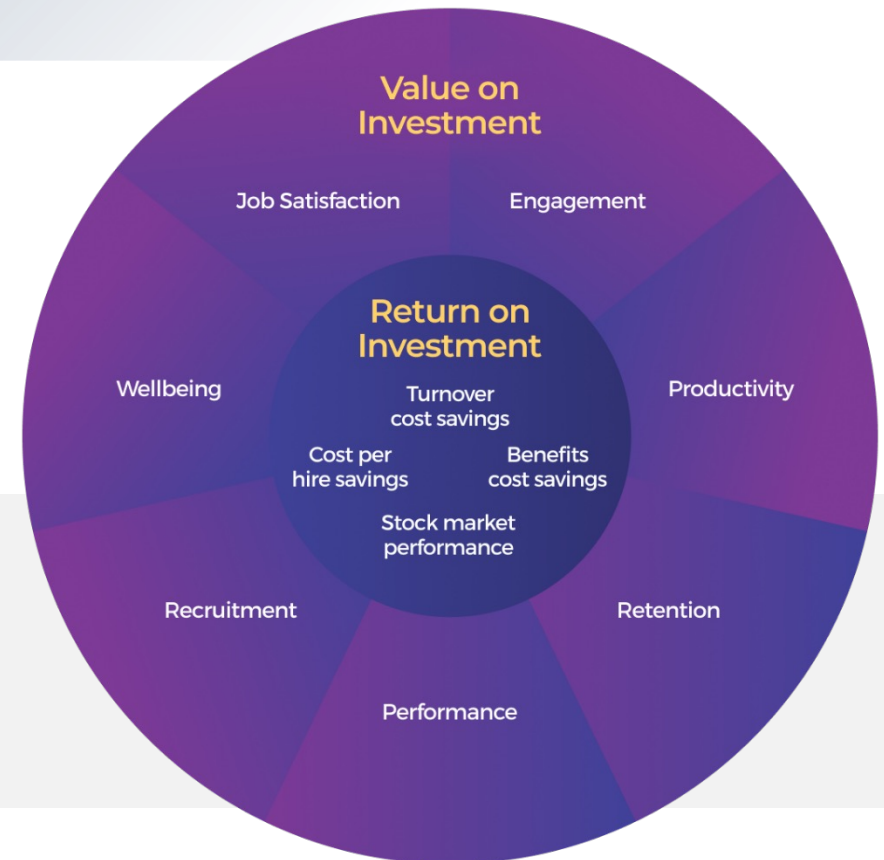 Value on
Investment
Job Satisfaction
Engagement
Return on
Investment
Wellbeing
Turnover
cost savings
Productivity
Cost per
hire savings
Benefits
cost savings
Stock market
performance
Recruitment
Retention
Performance